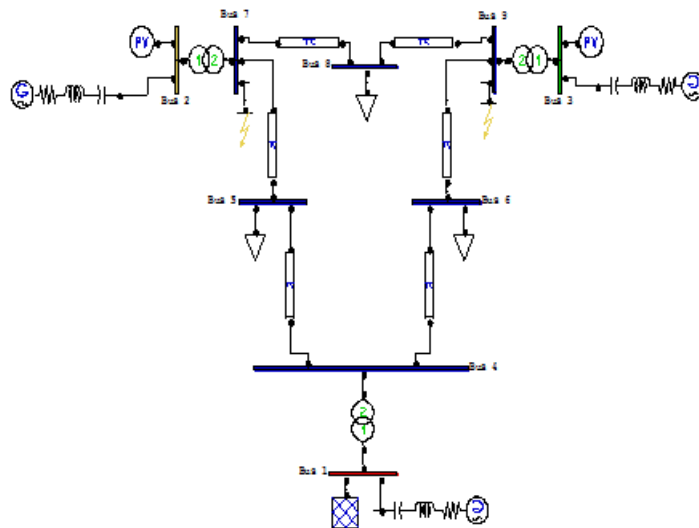 Bus 7
Bus 9
Bus 8
PV
1 2
2 1
PV
Bus 2
Bus 3
G
G
Bus 5
Bus 6
Bus 4
2
1
Bus 1
G